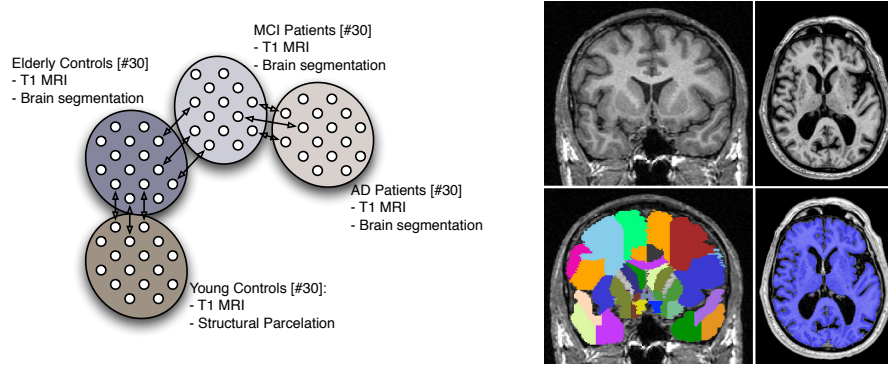 MCI Patients [#30]
- T1 MRI
- Brain segmentation
Elderly Controls [#30]
- T1 MRI
- Brain segmentation
AD Patients [#30]
- T1 MRI
- Brain segmentation
Young Controls [#30]:
- T1 MRI
- Structural Parcelation